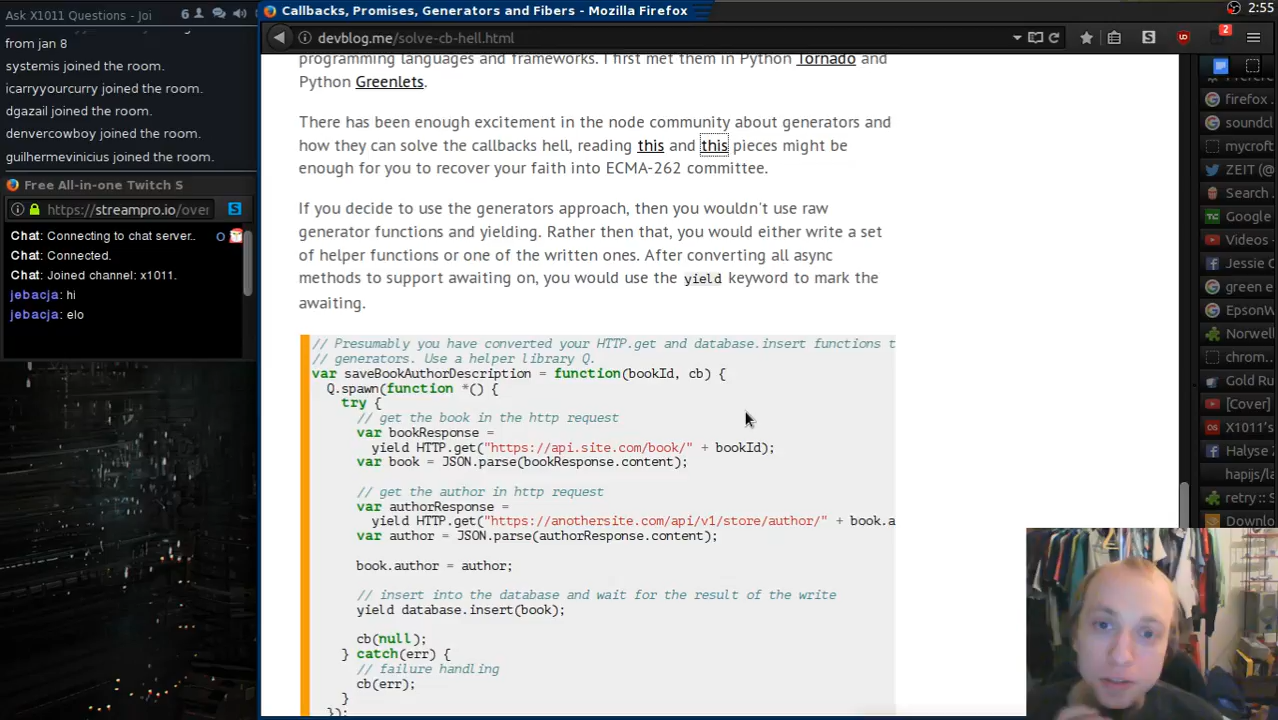 Ask X1011 Questions - Joi
6
from jan 8
systemis joined the room.
icarryyourcurry joined the room.
dgazail joined the room.
denvercowboy joined the room.
guilhermevinicius joined the room.
Free All-in-one Twitch S
https://streampro.io/over
Chat: Connecting to chat server..
Chat: Connected.
Chat: Joined channel: x1011.
jebacja: hi
jebacja: elo
Callbacks, Promises, Generators and Fibers - Mozilla Firefox
2:55
devblog.me/solve-cb-hell.html
2
programming languages and frameworks. I first met them in Python Tornado and
Python Greenlets.
There has been enough excitement in the node community about generators and
how they can solve the callbacks hell, reading this and this pieces might be
enough for you to recover your faith into ECMA-262 committee.
If you decide to use the generators approach, then you wouldn't use raw
generator functions and yielding. Rather then that, you would either write a set
of helper functions or one of the written ones. After converting all async
methods to support awaiting on, you would use the yield keyword to mark the
awaiting.
// Presumably you have converted your HTTP.get and database.insert functions t
// generators. Use a helper library Q.
var saveBookAuthorDescription = function(bookId, cb) {
Q.spawn(function *() {
try {
// get the book in the http request
var bookResponse =
yield HTTP.get("https://api.site.com/book/" + bookId);
var book = JSON.parse(bookResponse.content);
// get the author in http request
var authorResponse =
yield HTTP.get("https://anothersite.com/api/v1/store/author/" + book.a
var author = JSON.parse(authorResponse.content);
book.author = author;
// insert into the database and wait for the result of the write
yield database.insert(book);
cb(null);
} catch(err) {
// failure handling
cb(err);
}
});
firefox .
soundcl
mycroft
ZEIT (@
Search .
Google
Videos -
Jessie C
green e
EpsonW
Norwell
chrom...
Gold Ru
[Cover]
X1011's
Halyse Z
hapijs/la
retry :: S
Downlo